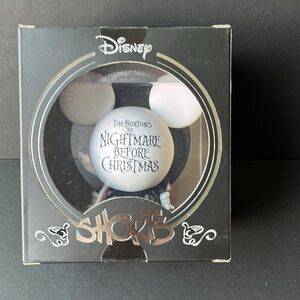 Disney
TIM BURTON'S
THE
NIGHTMARE
BEFORE
CHRISTMAS
SHORTS